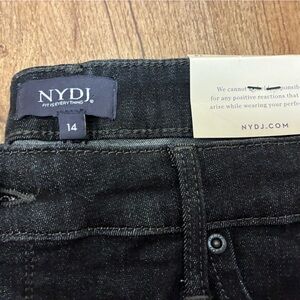 NYDJ
FIT IS EVERYTHING
®
14
We cannot
for any positive reactions that
arise while wearing your perfe
NYDJ.COM